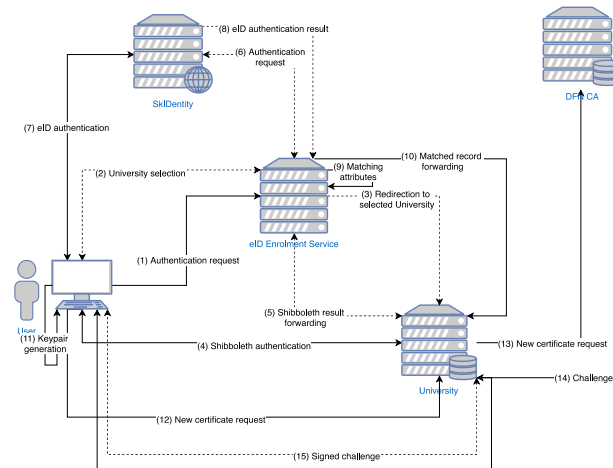 (8) eID authentication result
(6) Authentication
request
SkIDentity
DFN CA
(7) eID authentication
(10) Matched record
forwarding
(9) Matching
attributes
(2) University selection
(3) Redirection to
selected University
eID Enrolment Service
(1) Authentication request
(5) Shibboleth result
forwarding
User
(11) Keypair
generation
(4) Shibboleth authentication
(13) New certificate request
(14) Challenge
University
(12) New certificate request
(15) Signed challenge